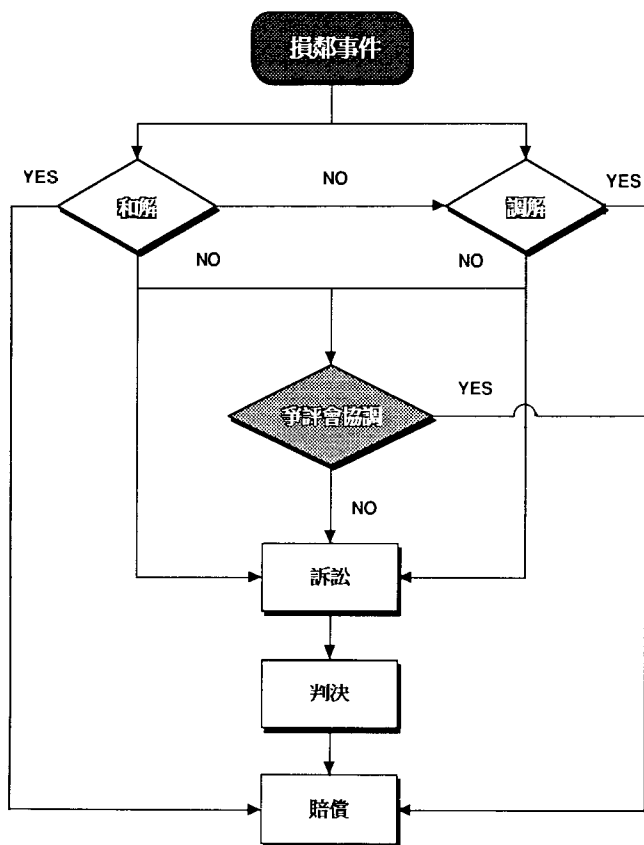 損鄰事件
YES
和解
NO
調解
YES
NO
NO
爭評會協調
YES
NO
訴訟
判決
賠償